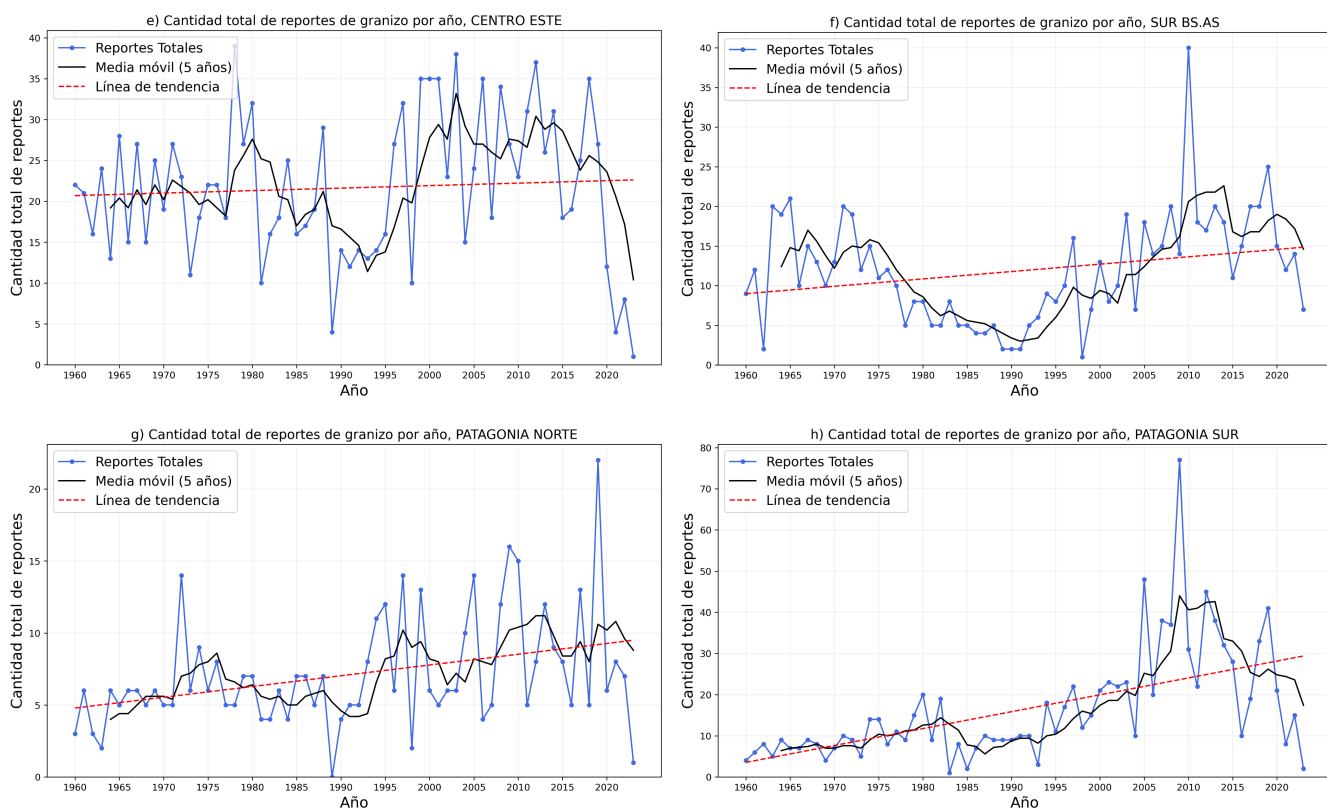 e) Cantidad total de reportes de granizo por año, CENTRO ESTE
Reportes Totales
Media móvil (5 años)
Línea de tendencia
Cantidad total de reportes
40
35
30
25
20
15
10
5
0
1960 1965 1970 1975 1980 1985 1990 1995 2000 2005 2010 2015 2020
Año
f) Cantidad total de reportes de granizo por año, SUR BS.AS
Reportes Totales
Media móvil (5 años)
Línea de tendencia
Cantidad total de reportes
40
35
30
25
20
15
10
5
0
1960 1965 1970 1975 1980 1985 1990 1995 2000 2005 2010 2015 2020
Año
g) Cantidad total de reportes de granizo por año, PATAGONIA NORTE
Reportes Totales
Media móvil (5 años)
Línea de tendencia
Cantidad total de reportes
20
15
10
5
0
1960 1965 1970 1975 1980 1985 1990 1995 2000 2005 2010 2015 2020
Año
h) Cantidad total de reportes de granizo por año, PATAGONIA SUR
Reportes Totales
Media móvil (5 años)
Línea de tendencia
Cantidad total de reportes
80
70
60
50
40
30
20
10
0
1960 1965 1970 1975 1980 1985 1990 1995 2000 2005 2010 2015 2020
Año